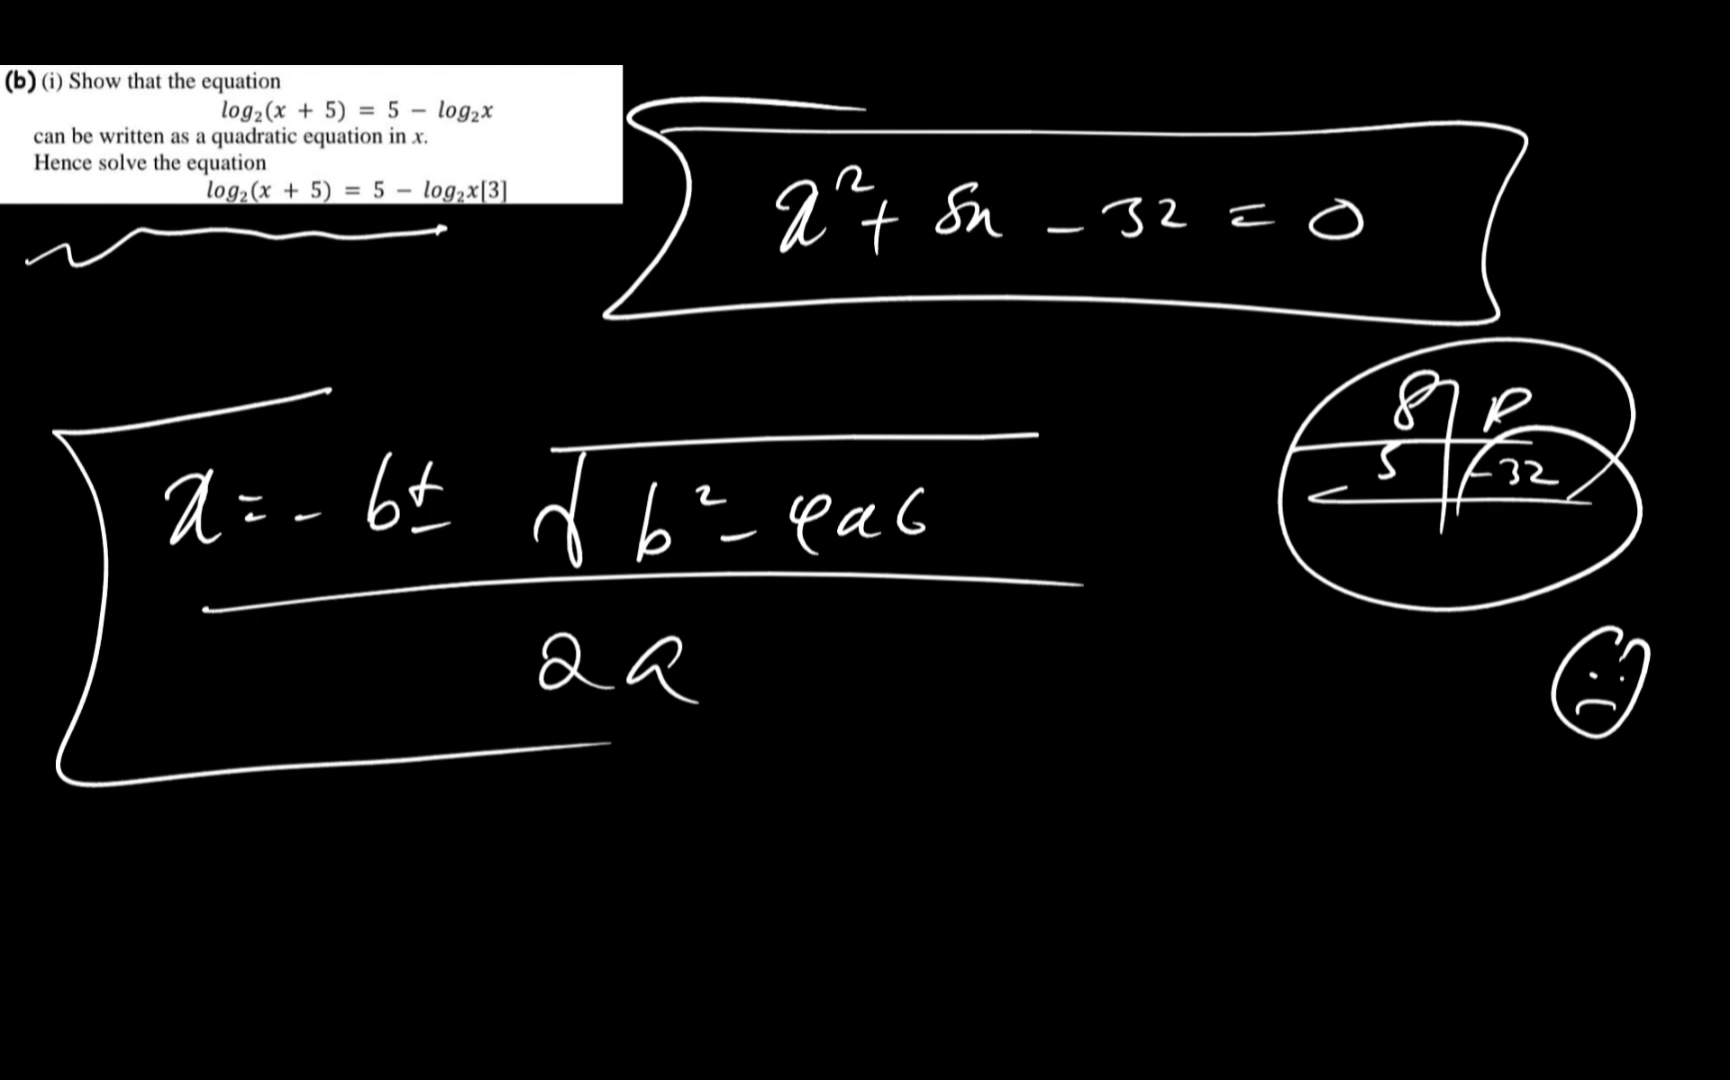 (b) (i) Show that the equation
log₂(x + 5) = 5 − log₂x
can be written as a quadratic equation in x.
Hence solve the equation
log₂(x + 5) = 5 − log₂x[3]
x² + 5x - 32 = 0
8 | P
5 | -32
x = - b ± √b² - 4ac
2a